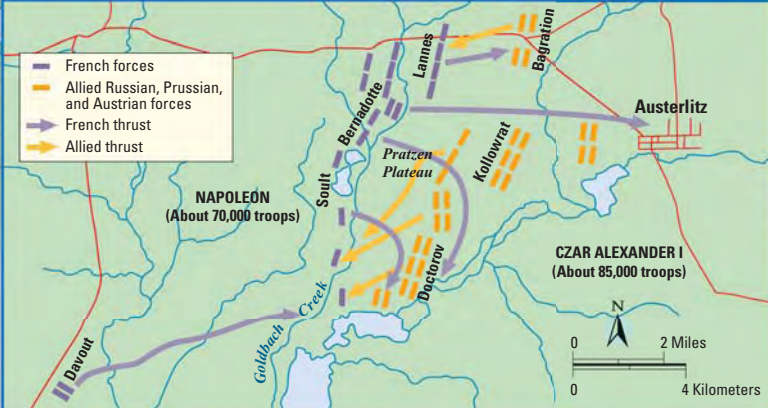 French forces
Allied Russian, Prussian,
and Austrian forces
French thrust
Allied thrust
Lannes
Bagration
Bernadotte
Austerlitz
Pratzen
Plateau
Kollowrat
Soult
NAPOLEON
(About 70,000 troops)
CZAR ALEXANDER I
(About 85,000 troops)
Doctorov
Goldbach Creek
Davout
N
0 2 Miles
0 4 Kilometers